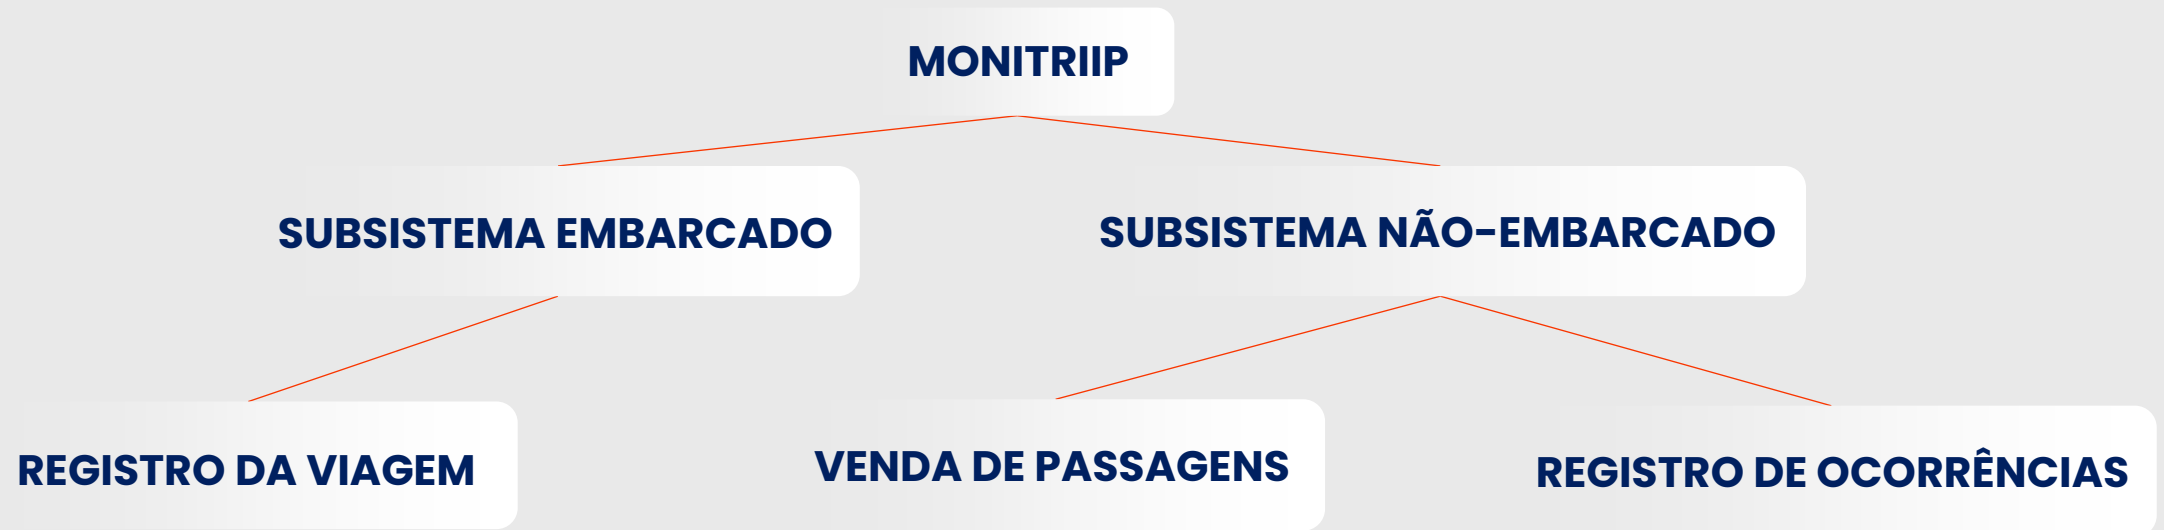 MONITRIIP
SUBSISTEMA EMBARCADO
SUBSISTEMA NÃO-EMBARCADO
REGISTRO DA VIAGEM
VENDA DE PASSAGENS
REGISTRO DE OCORRÊNCIAS